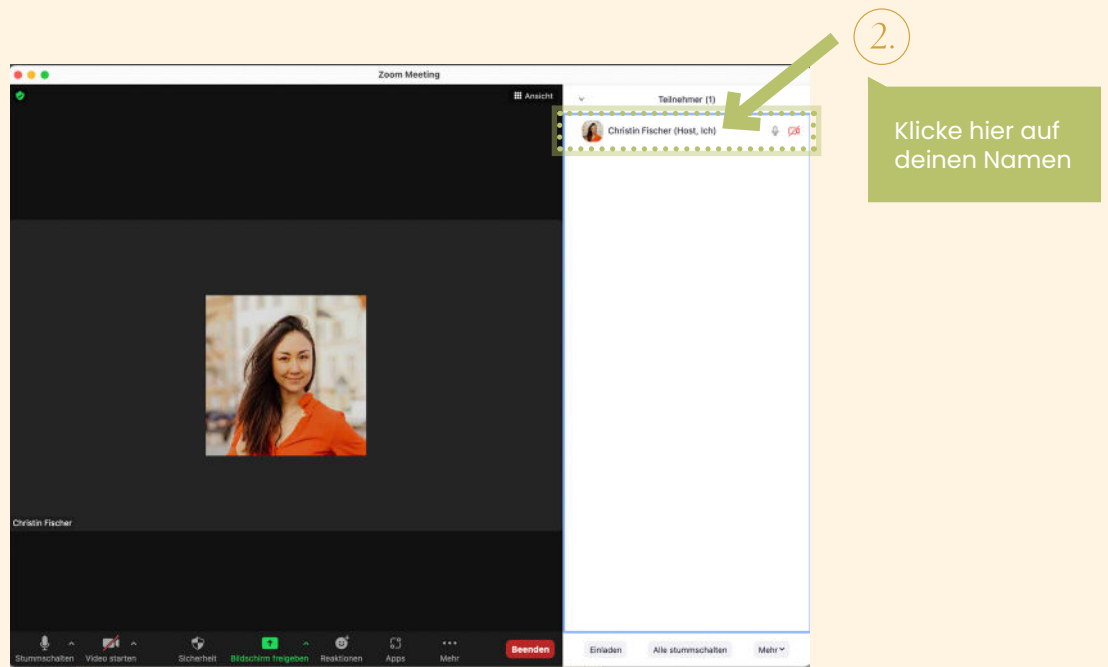 2.
Zoom Meeting
Ansicht
Teilnehmer (1)
Christin Fischer (Host, Ich)
Klicke hier auf
deinen Namen
Christin Fischer
Stummschalten
Video starten
Sicherheit
Bildschirm freigeben
Reaktionen
Apps
Mehr
Beenden
Einladen
Alle stummschalten
Mehr